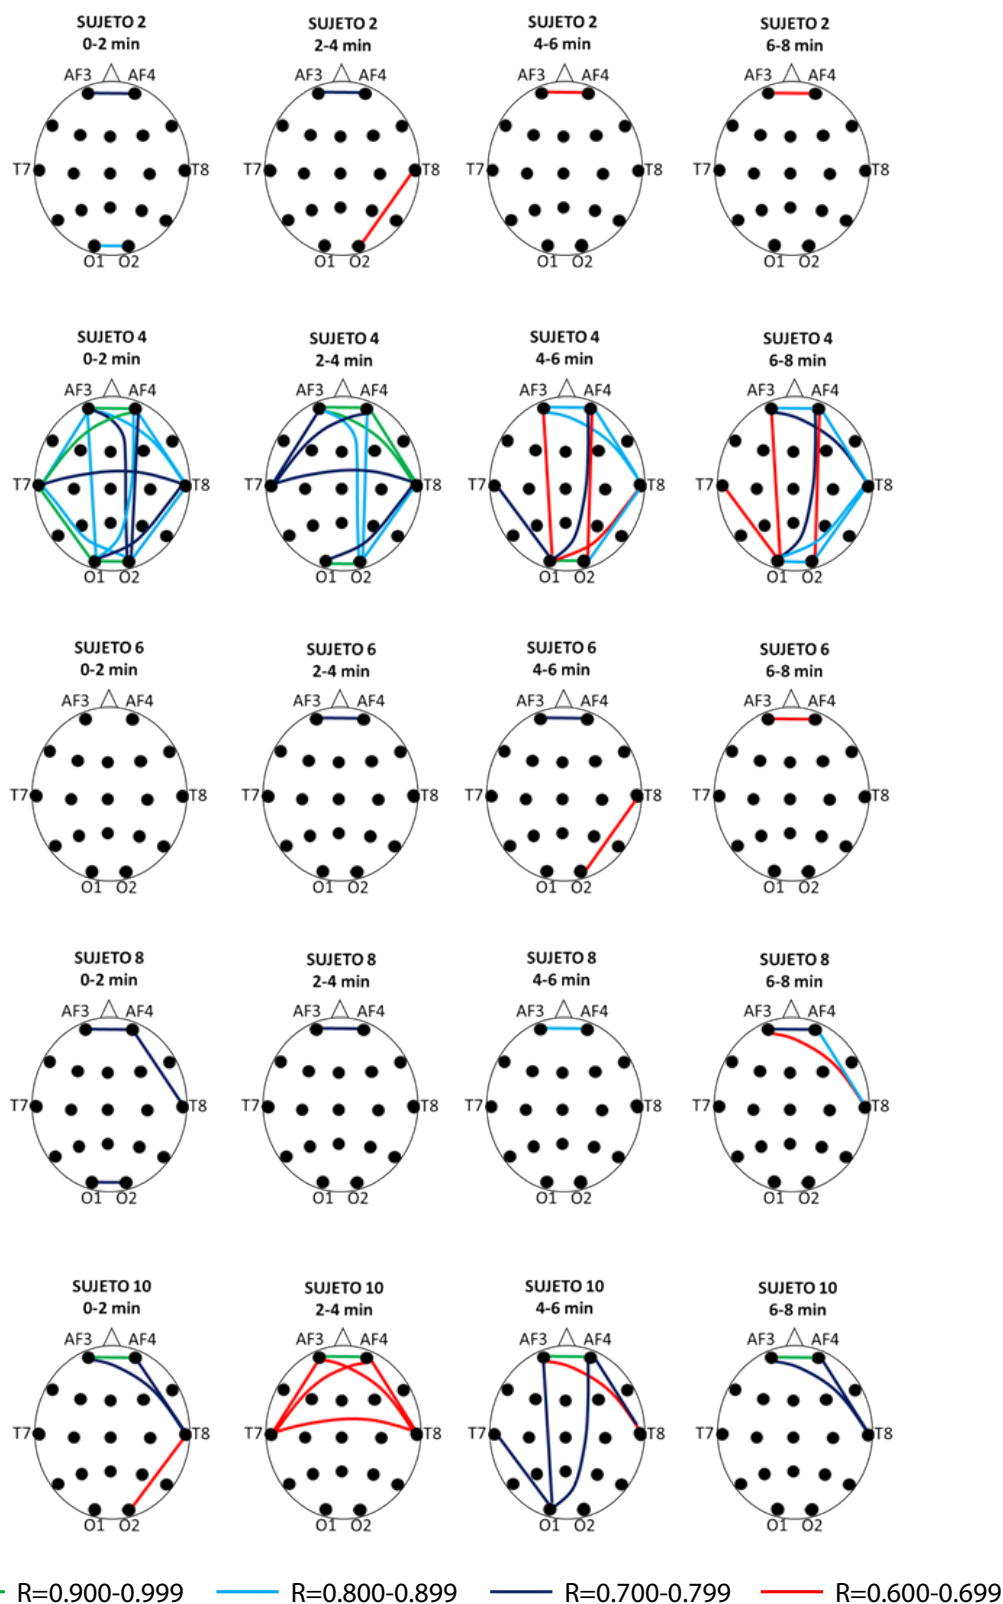 SUJETO 2 SUJETO 2 SUJETO 2 SUJETO 2
0-2 min 2-4 min 4-6 min 6-8 min
AF3 AF4 AF3 AF4 AF3 AF4 AF3 AF4
T7 T8 T7 T8 T7 T8 T7 T8
O1 O2 O1 O2 O1 O2 O1 O2
SUJETO 4 SUJETO 4 SUJETO 4 SUJETO 4
0-2 min 2-4 min 4-6 min 6-8 min
AF3 AF4 AF3 AF4 AF3 AF4 AF3 AF4
T7 T8 T7 T8 T7 T8 T7 T8
O1 O2 O1 O2 O1 O2 O1 O2
SUJETO 6 SUJETO 6 SUJETO 6 SUJETO 6
0-2 min 2-4 min 4-6 min 6-8 min
AF3 AF4 AF3 AF4 AF3 AF4 AF3 AF4
T7 T8 T7 T8 T7 T8 T7 T8
O1 O2 O1 O2 O1 O2 O1 O2
SUJETO 8 SUJETO 8 SUJETO 8 SUJETO 8
0-2 min 2-4 min 4-6 min 6-8 min
AF3 AF4 AF3 AF4 AF3 AF4 AF3 AF4
T7 T8 T7 T8 T7 T8 T7 T8
O1 O2 O1 O2 O1 O2 O1 O2
SUJETO 10 SUJETO 10 SUJETO 10 SUJETO 10
0-2 min 2-4 min 4-6 min 6-8 min
AF3 AF4 AF3 AF4 AF3 AF4 AF3 AF4
T7 T8 T7 T8 T7 T8 T7 T8
O1 O2 O1 O2 O1 O2 O1 O2
R=0.900-0.999 R=0.800-0.899 R=0.700-0.799 R=0.600-0.699